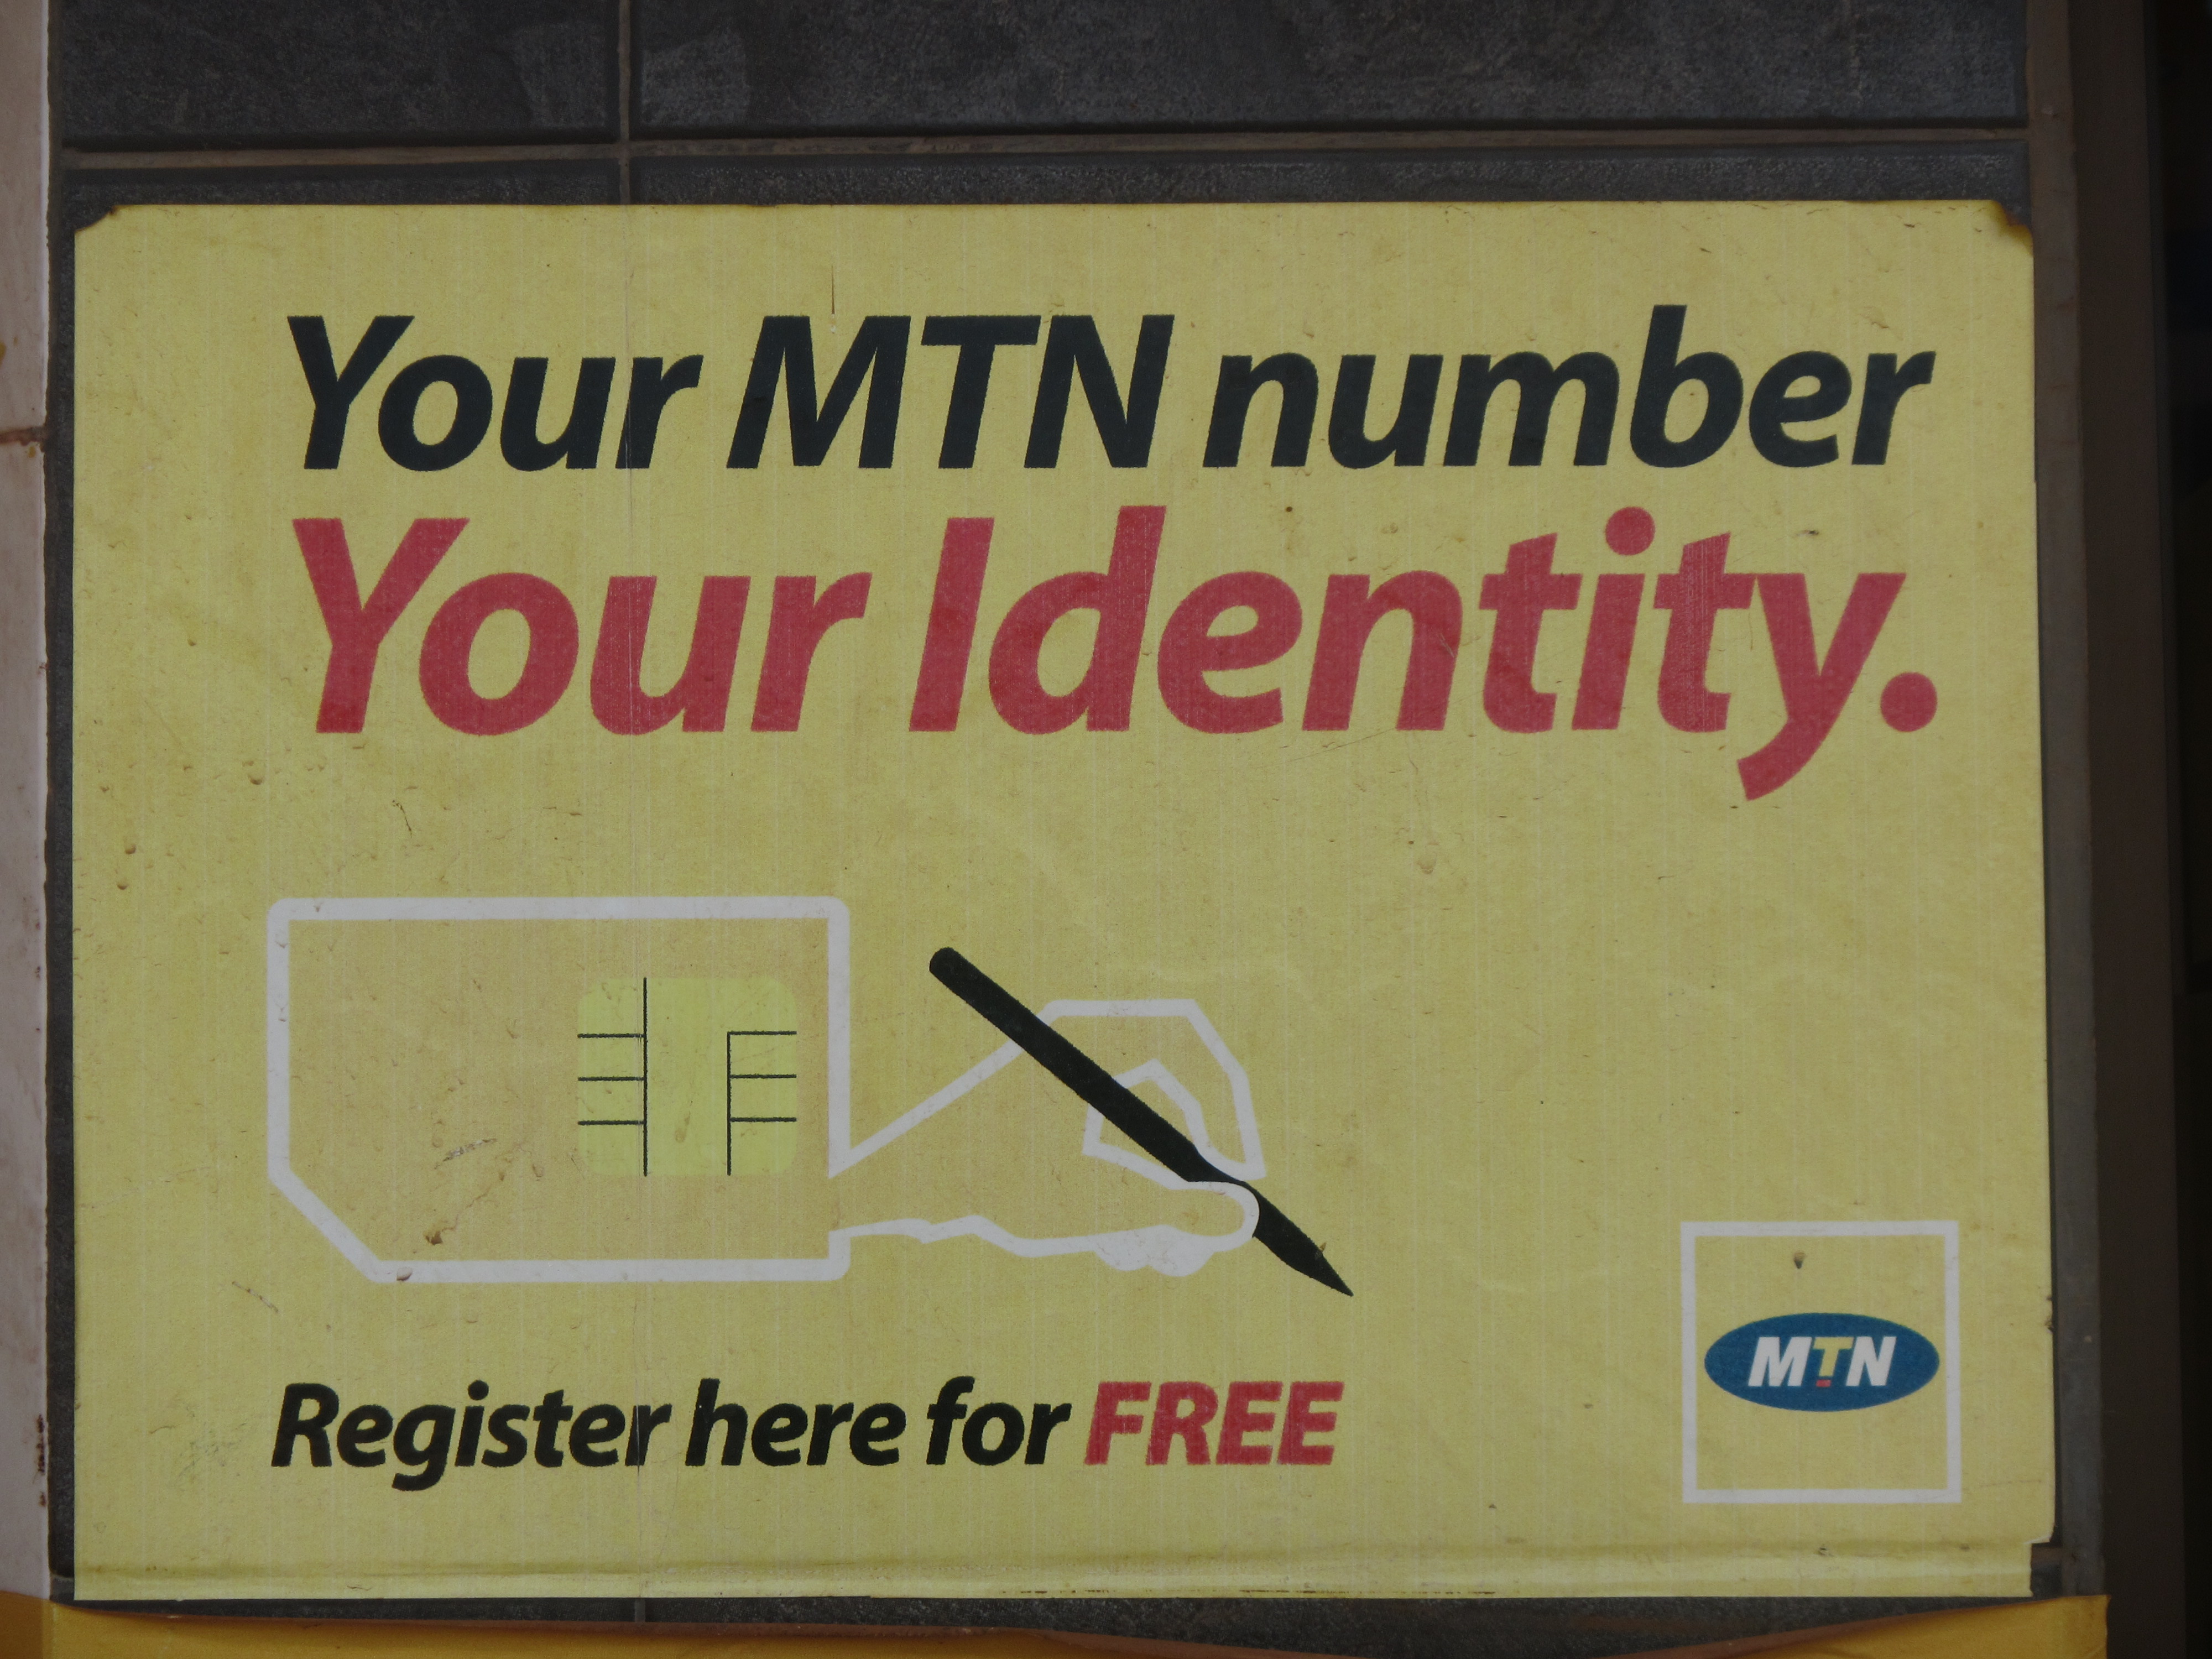 Your MTN number
Your Identity.
Register here for FREE
MTN